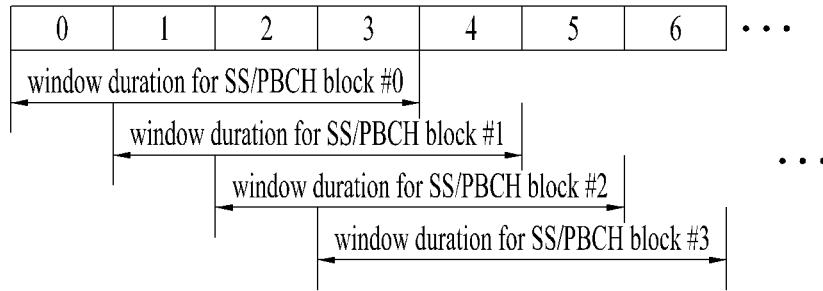 0 1 2 3 4 5 6 • • •
window duration for SS/PBCH block #0
window duration for SS/PBCH block #1
• • •
window duration for SS/PBCH block #2
window duration for SS/PBCH block #3